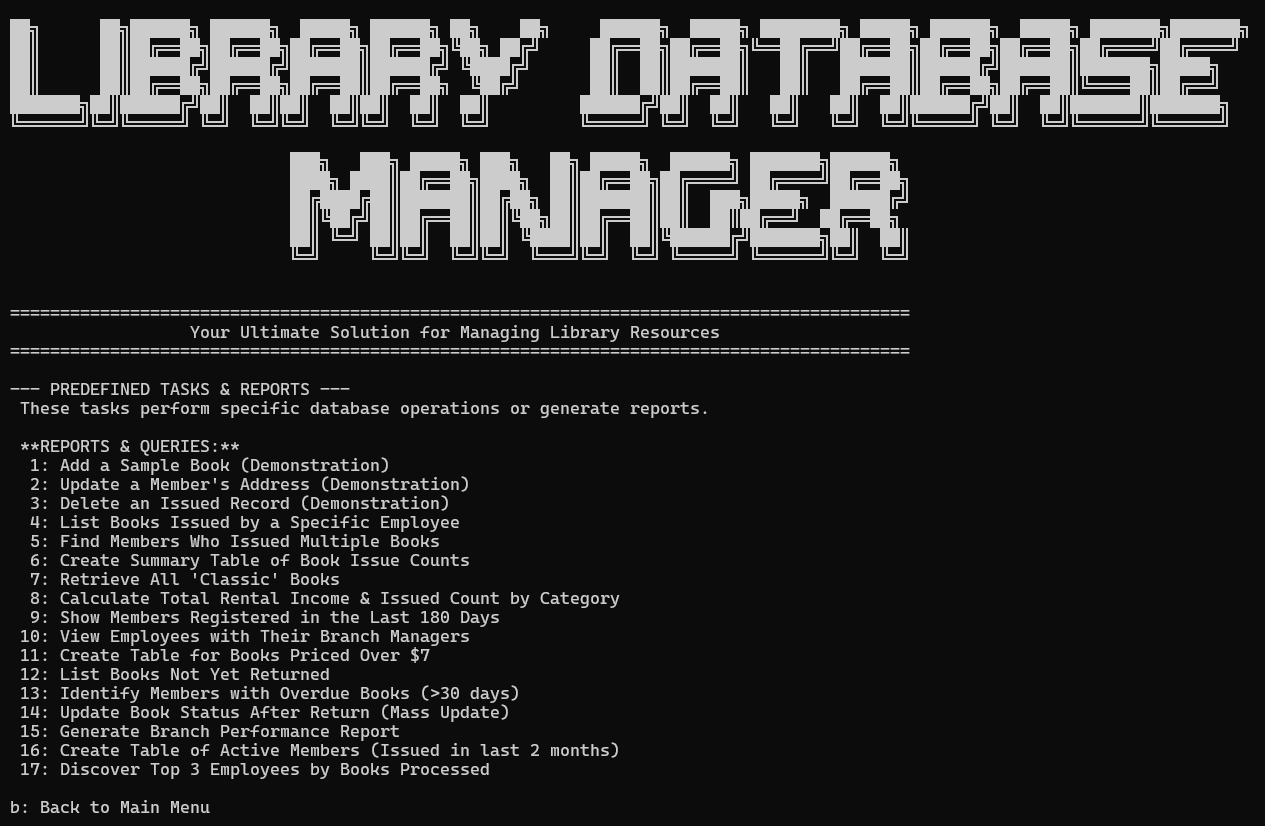 LIBRARY DATABASE
MANAGER
==========================================================================================
Your Ultimate Solution for Managing Library Resources
==========================================================================================
--- PREDEFINED TASKS & REPORTS ---
These tasks perform specific database operations or generate reports.
**REPORTS & QUERIES:**
1: Add a Sample Book (Demonstration)
2: Update a Member's Address (Demonstration)
3: Delete an Issued Record (Demonstration)
4: List Books Issued by a Specific Employee
5: Find Members Who Issued Multiple Books
6: Create Summary Table of Book Issue Counts
7: Retrieve All 'Classic' Books
8: Calculate Total Rental Income & Issued Count by Category
9: Show Members Registered in the Last 180 Days
10: View Employees with Their Branch Managers
11: Create Table for Books Priced Over $7
12: List Books Not Yet Returned
13: Identify Members with Overdue Books (>30 days)
14: Update Book Status After Return (Mass Update)
15: Generate Branch Performance Report
16: Create Table of Active Members (Issued in last 2 months)
17: Discover Top 3 Employees by Books Processed
b: Back to Main Menu